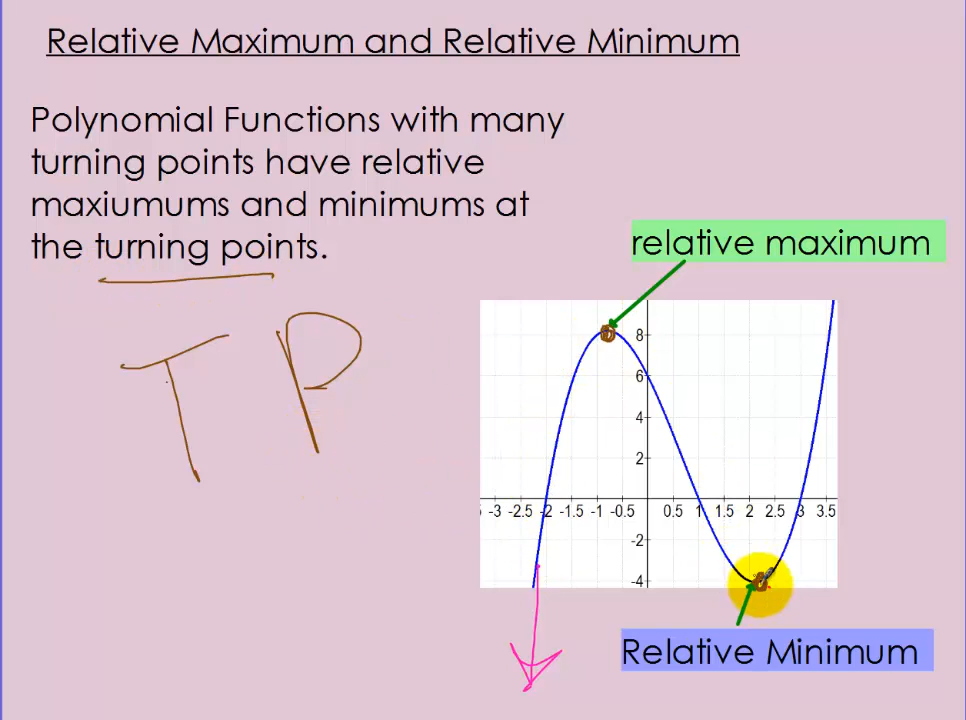 Relative Maximum and Relative Minimum
Polynomial Functions with many
turning points have relative
maxiumums and minimums at
the turning points.
T P
relative maximum
8
6
4
2
-3 -2.5 -2 -1.5 -1 -0.5 0.5 1 1.5 2 2.5 3 3.5
-2
-4
Relative Minimum